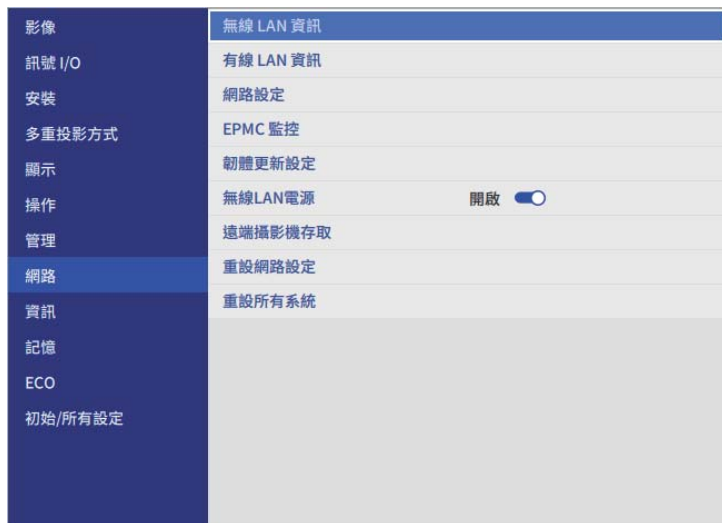 影像
訊號 I/O
安裝
多重投影方式
顯示
操作
管理
網路
資訊
記憶
ECO
初始/所有設定
無線 LAN 資訊
有線 LAN 資訊
網路設定
EPMC 監控
韌體更新設定
無線LAN電源 開啟
遠端攝影機存取
重設網路設定
重設所有系統